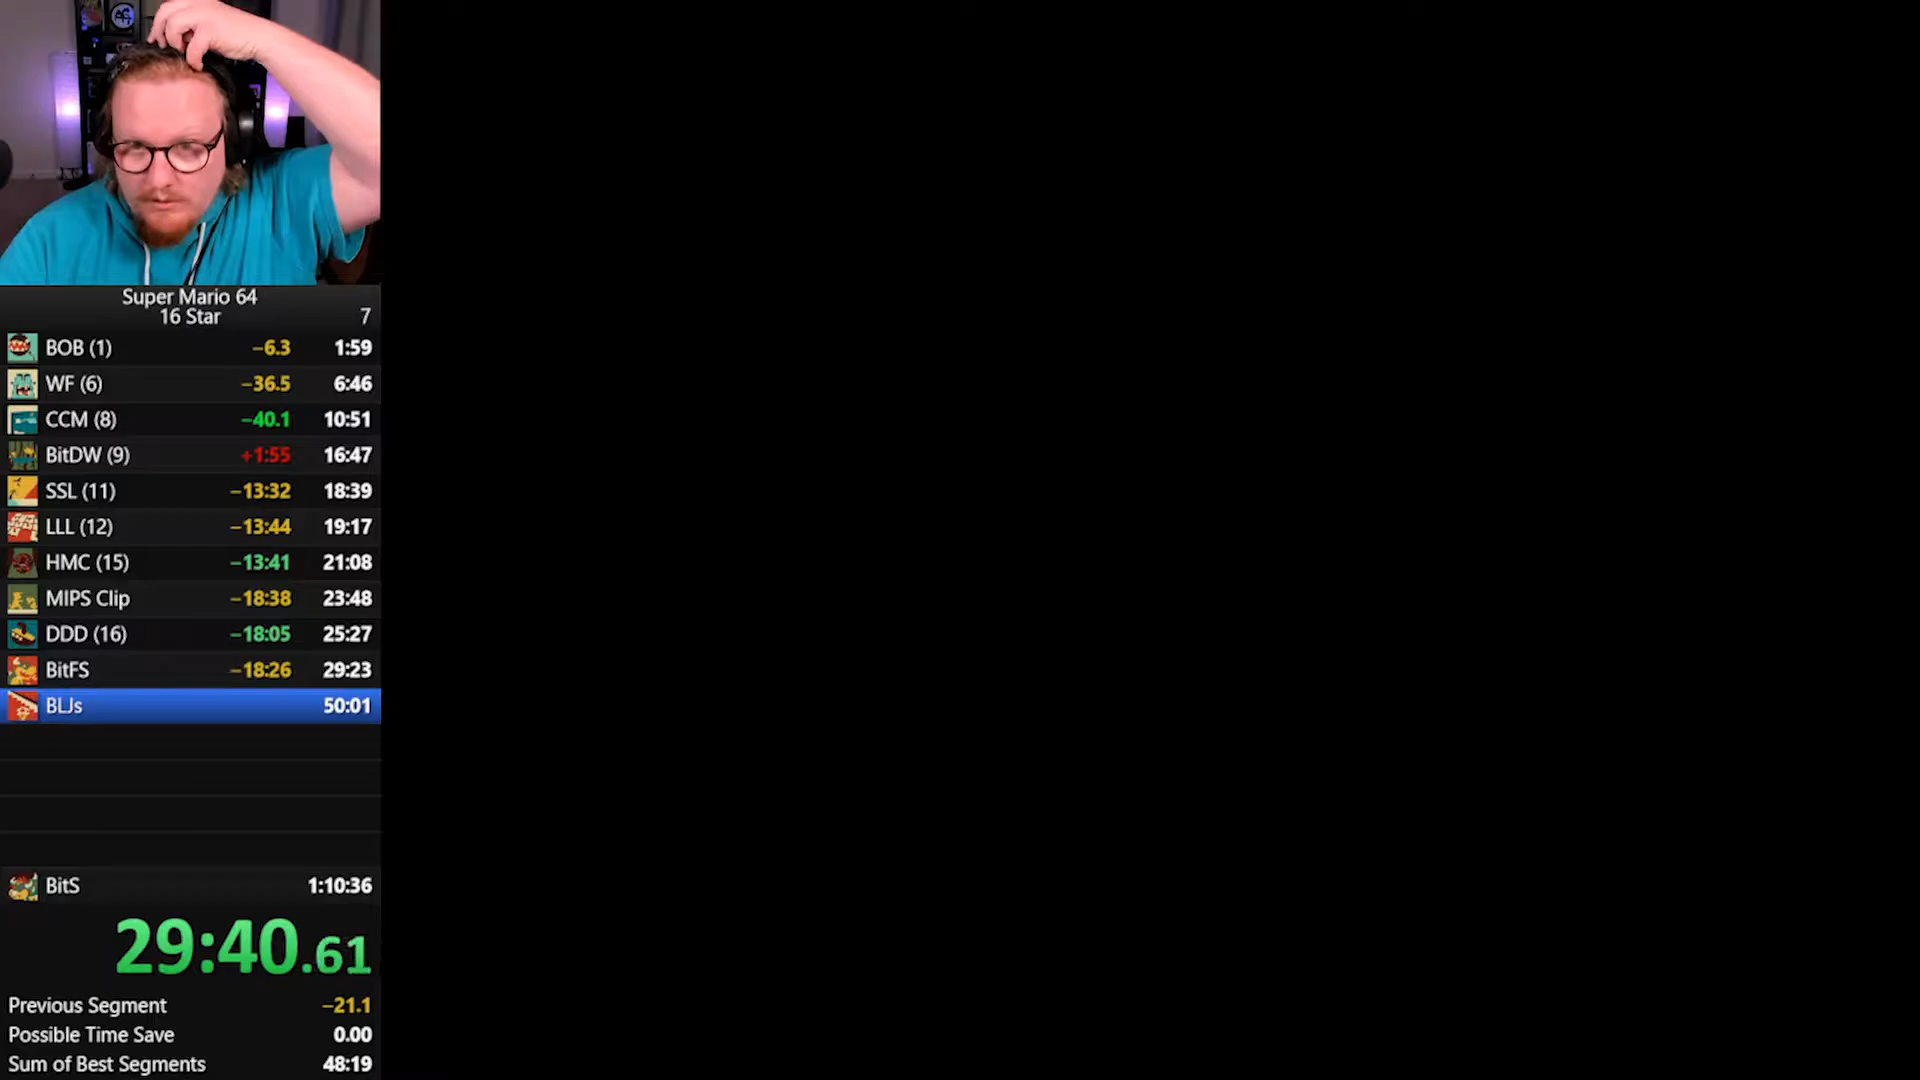 Super Mario 64
16 Star 7
BOB (1) −6.3 1:59
WF (6) −36.5 6:46
CCM (8) −40.1 10:51
BitDW (9) +1:55 16:47
SSL (11) −13:32 18:39
LLL (12) −13:44 19:17
HMC (15) −13:41 21:08
MIPS Clip −18:38 23:48
DDD (16) −18:05 25:27
BitFS −18:26 29:23
BLJs 50:01
BitS 1:10:36
29:40.61
Previous Segment −21.1
Possible Time Save 0.00
Sum of Best Segments 48:19